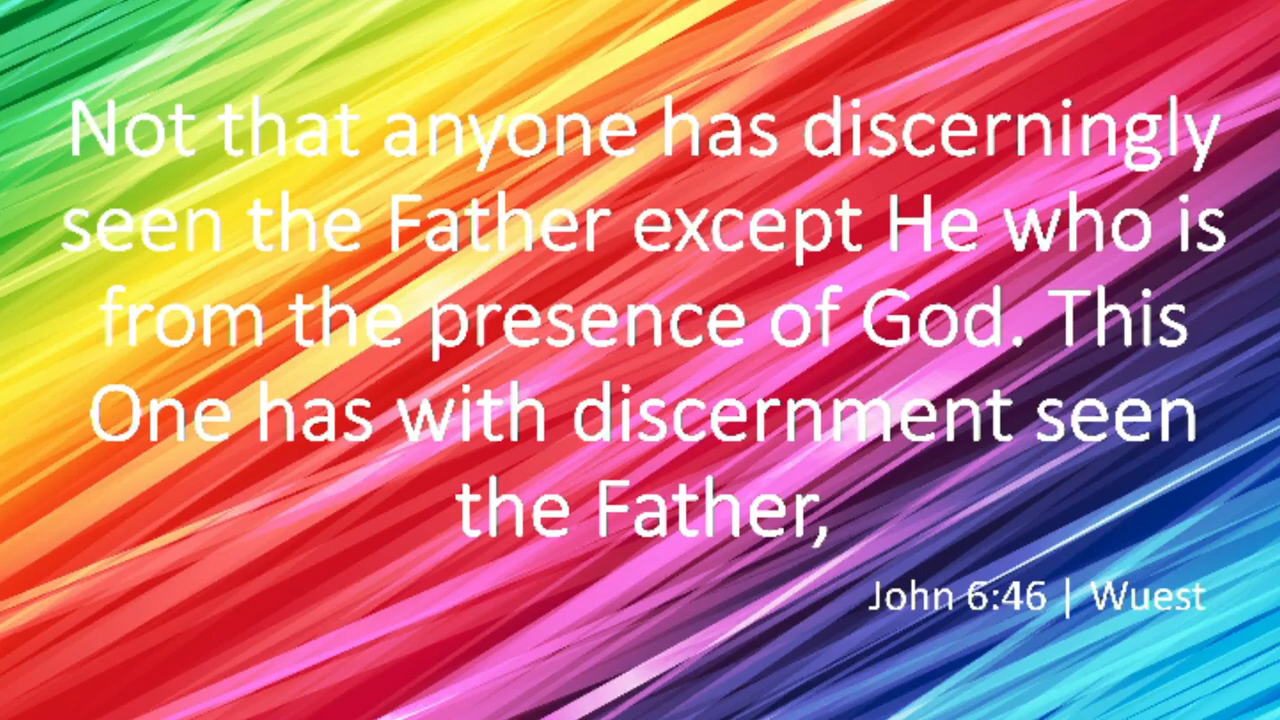 Not that anyone has discerningly
seen the Father except He who is
from the presence of God. This
One has with discernment seen
the Father,
John 6:46 | Wuest